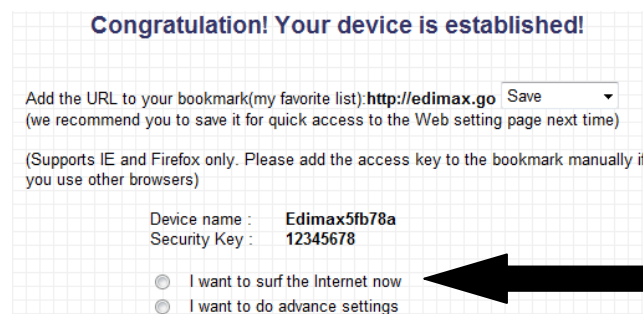 Congratulation! Your device is established!
Add the URL to your bookmark(my favorite list):http://edimax.go Save
(we recommend you to save it for quick access to the Web setting page next time)
(Supports IE and Firefox only. Please add the access key to the bookmark manually if
you use other browsers)
Device name : Edimax5fb78a
Security Key : 12345678
I want to surf the Internet now
I want to do advance settings